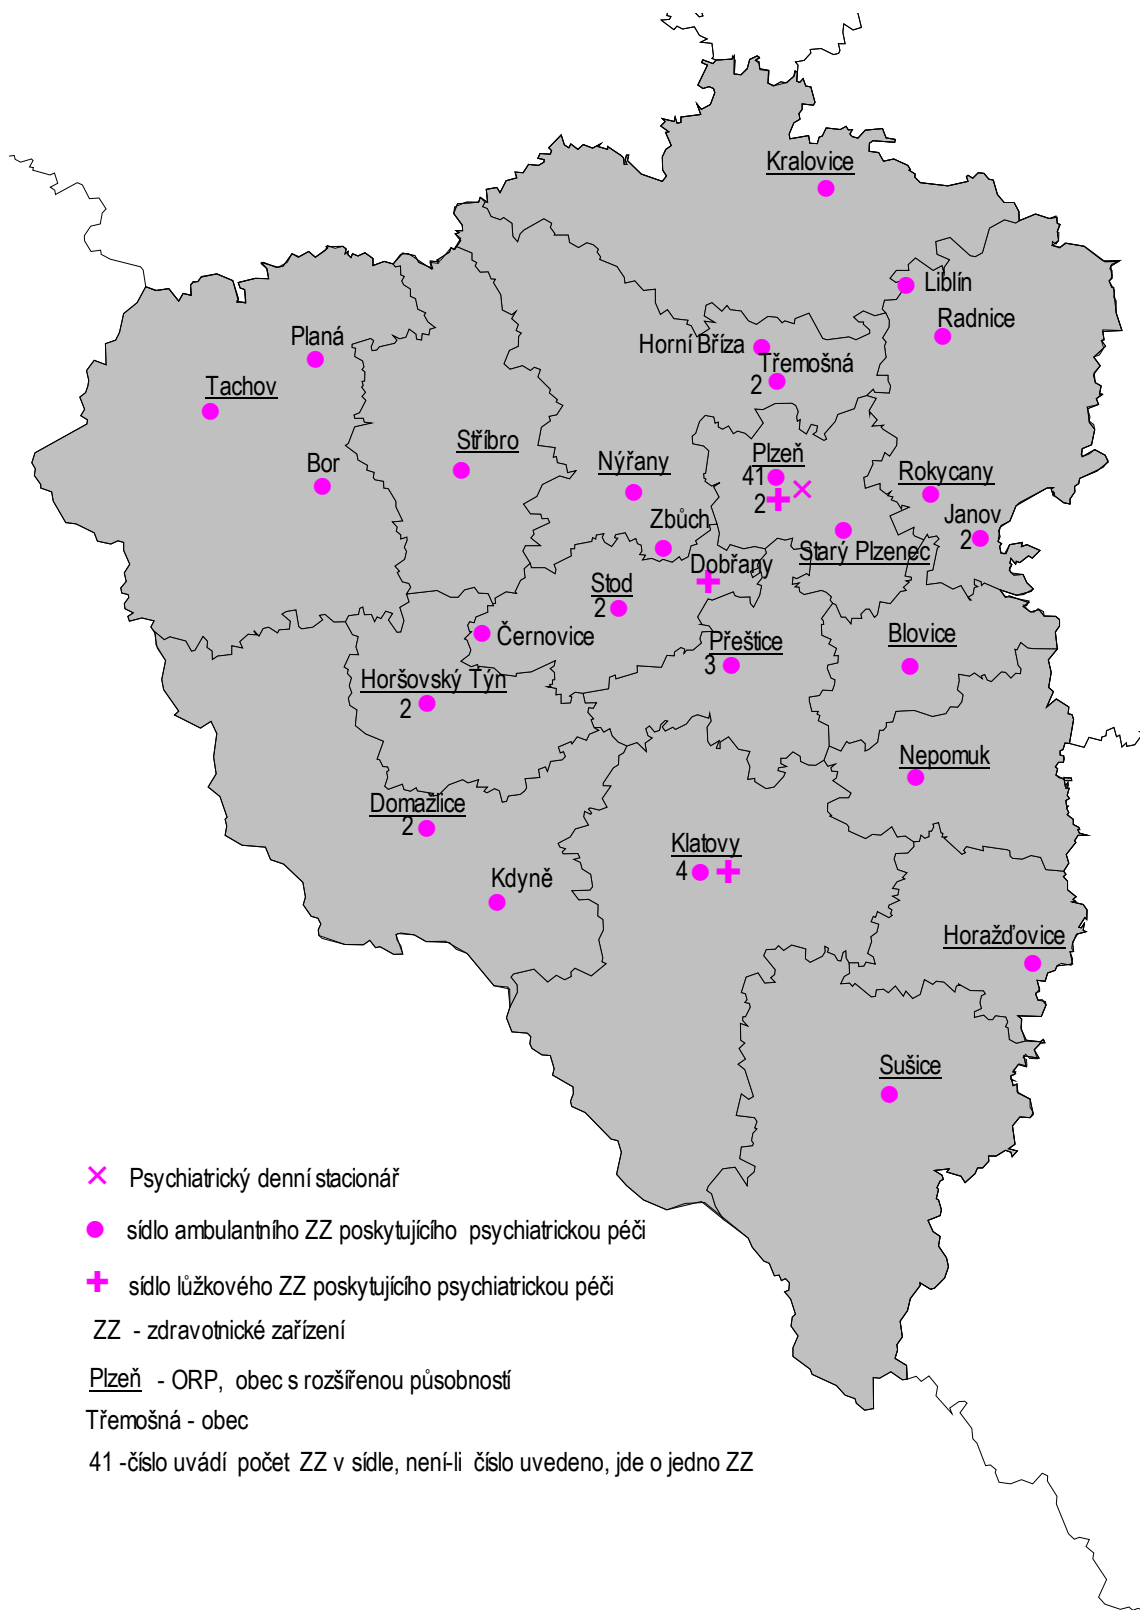 Kralovice
Liblín
Radnice
Planá
Horní Bříza
Třemošná
2
Tachov
Stříbro
Bor
Nýřany
Plzeň
41
2
Rokycany
Janov
2
Zbůch
Starý Plzenec
Dobřany
Stod
2
Černovice
Přeštice
3
Blovice
Horšovský Týn
2
Nepomuk
Domažlice
2
Klatovy
4
Kdyně
Horažďovice
Sušice
Psychiatrický denní stacionář
sídlo ambulantního ZZ poskytujícího psychiatrickou péči
sídlo lůžkového ZZ poskytujícího psychiatrickou péči
ZZ - zdravotnické zařízení
Plzeň - ORP, obec s rozšířenou působností
Třemošná - obec
41 -číslo uvádí počet ZZ v sídle, není-li číslo uvedeno, jde o jedno ZZ